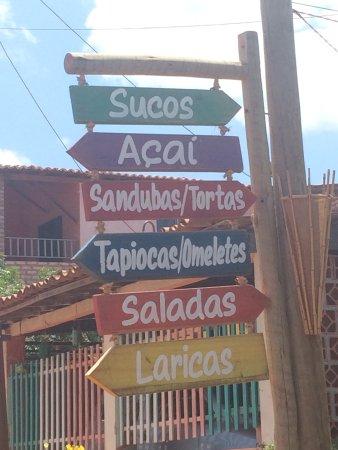 Sucos
Açaí
Sandubas/Tortas
Tapiocas/Omeletes
Saladas
Laricas